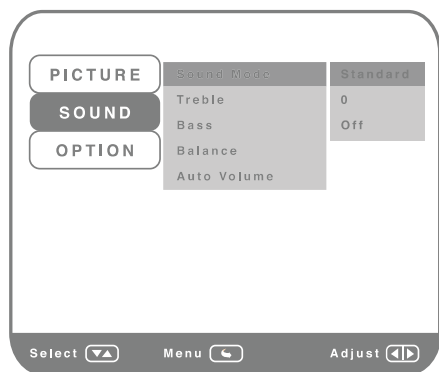 PICTURE
SOUND
OPTION
Sound Mode Standard
Treble 0
Bass Off
Balance
Auto Volume
Select Menu Adjust